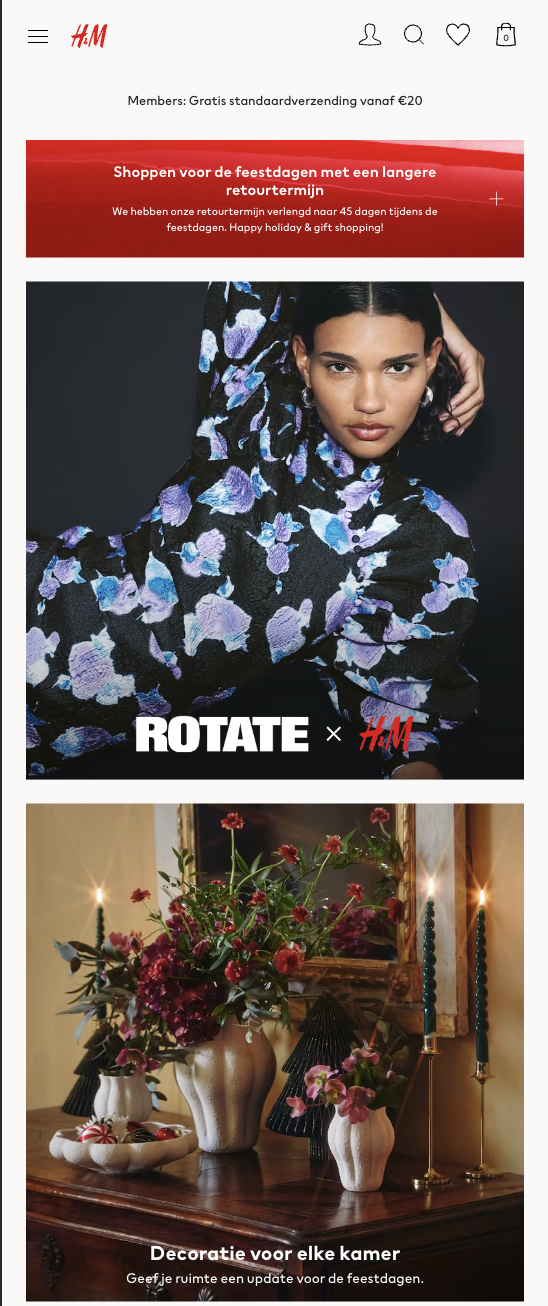 H&M
0
Members: Gratis standaardverzending vanaf €20
Shoppen voor de feestdagen met een langere
retourtermijn
We hebben onze retourtermijn verlengd naar 45 dagen tijdens de
feestdagen. Happy holiday & gift shopping!
ROTATE × H&M
Decoratie voor elke kamer
Geef je ruimte een update voor de feestdagen.